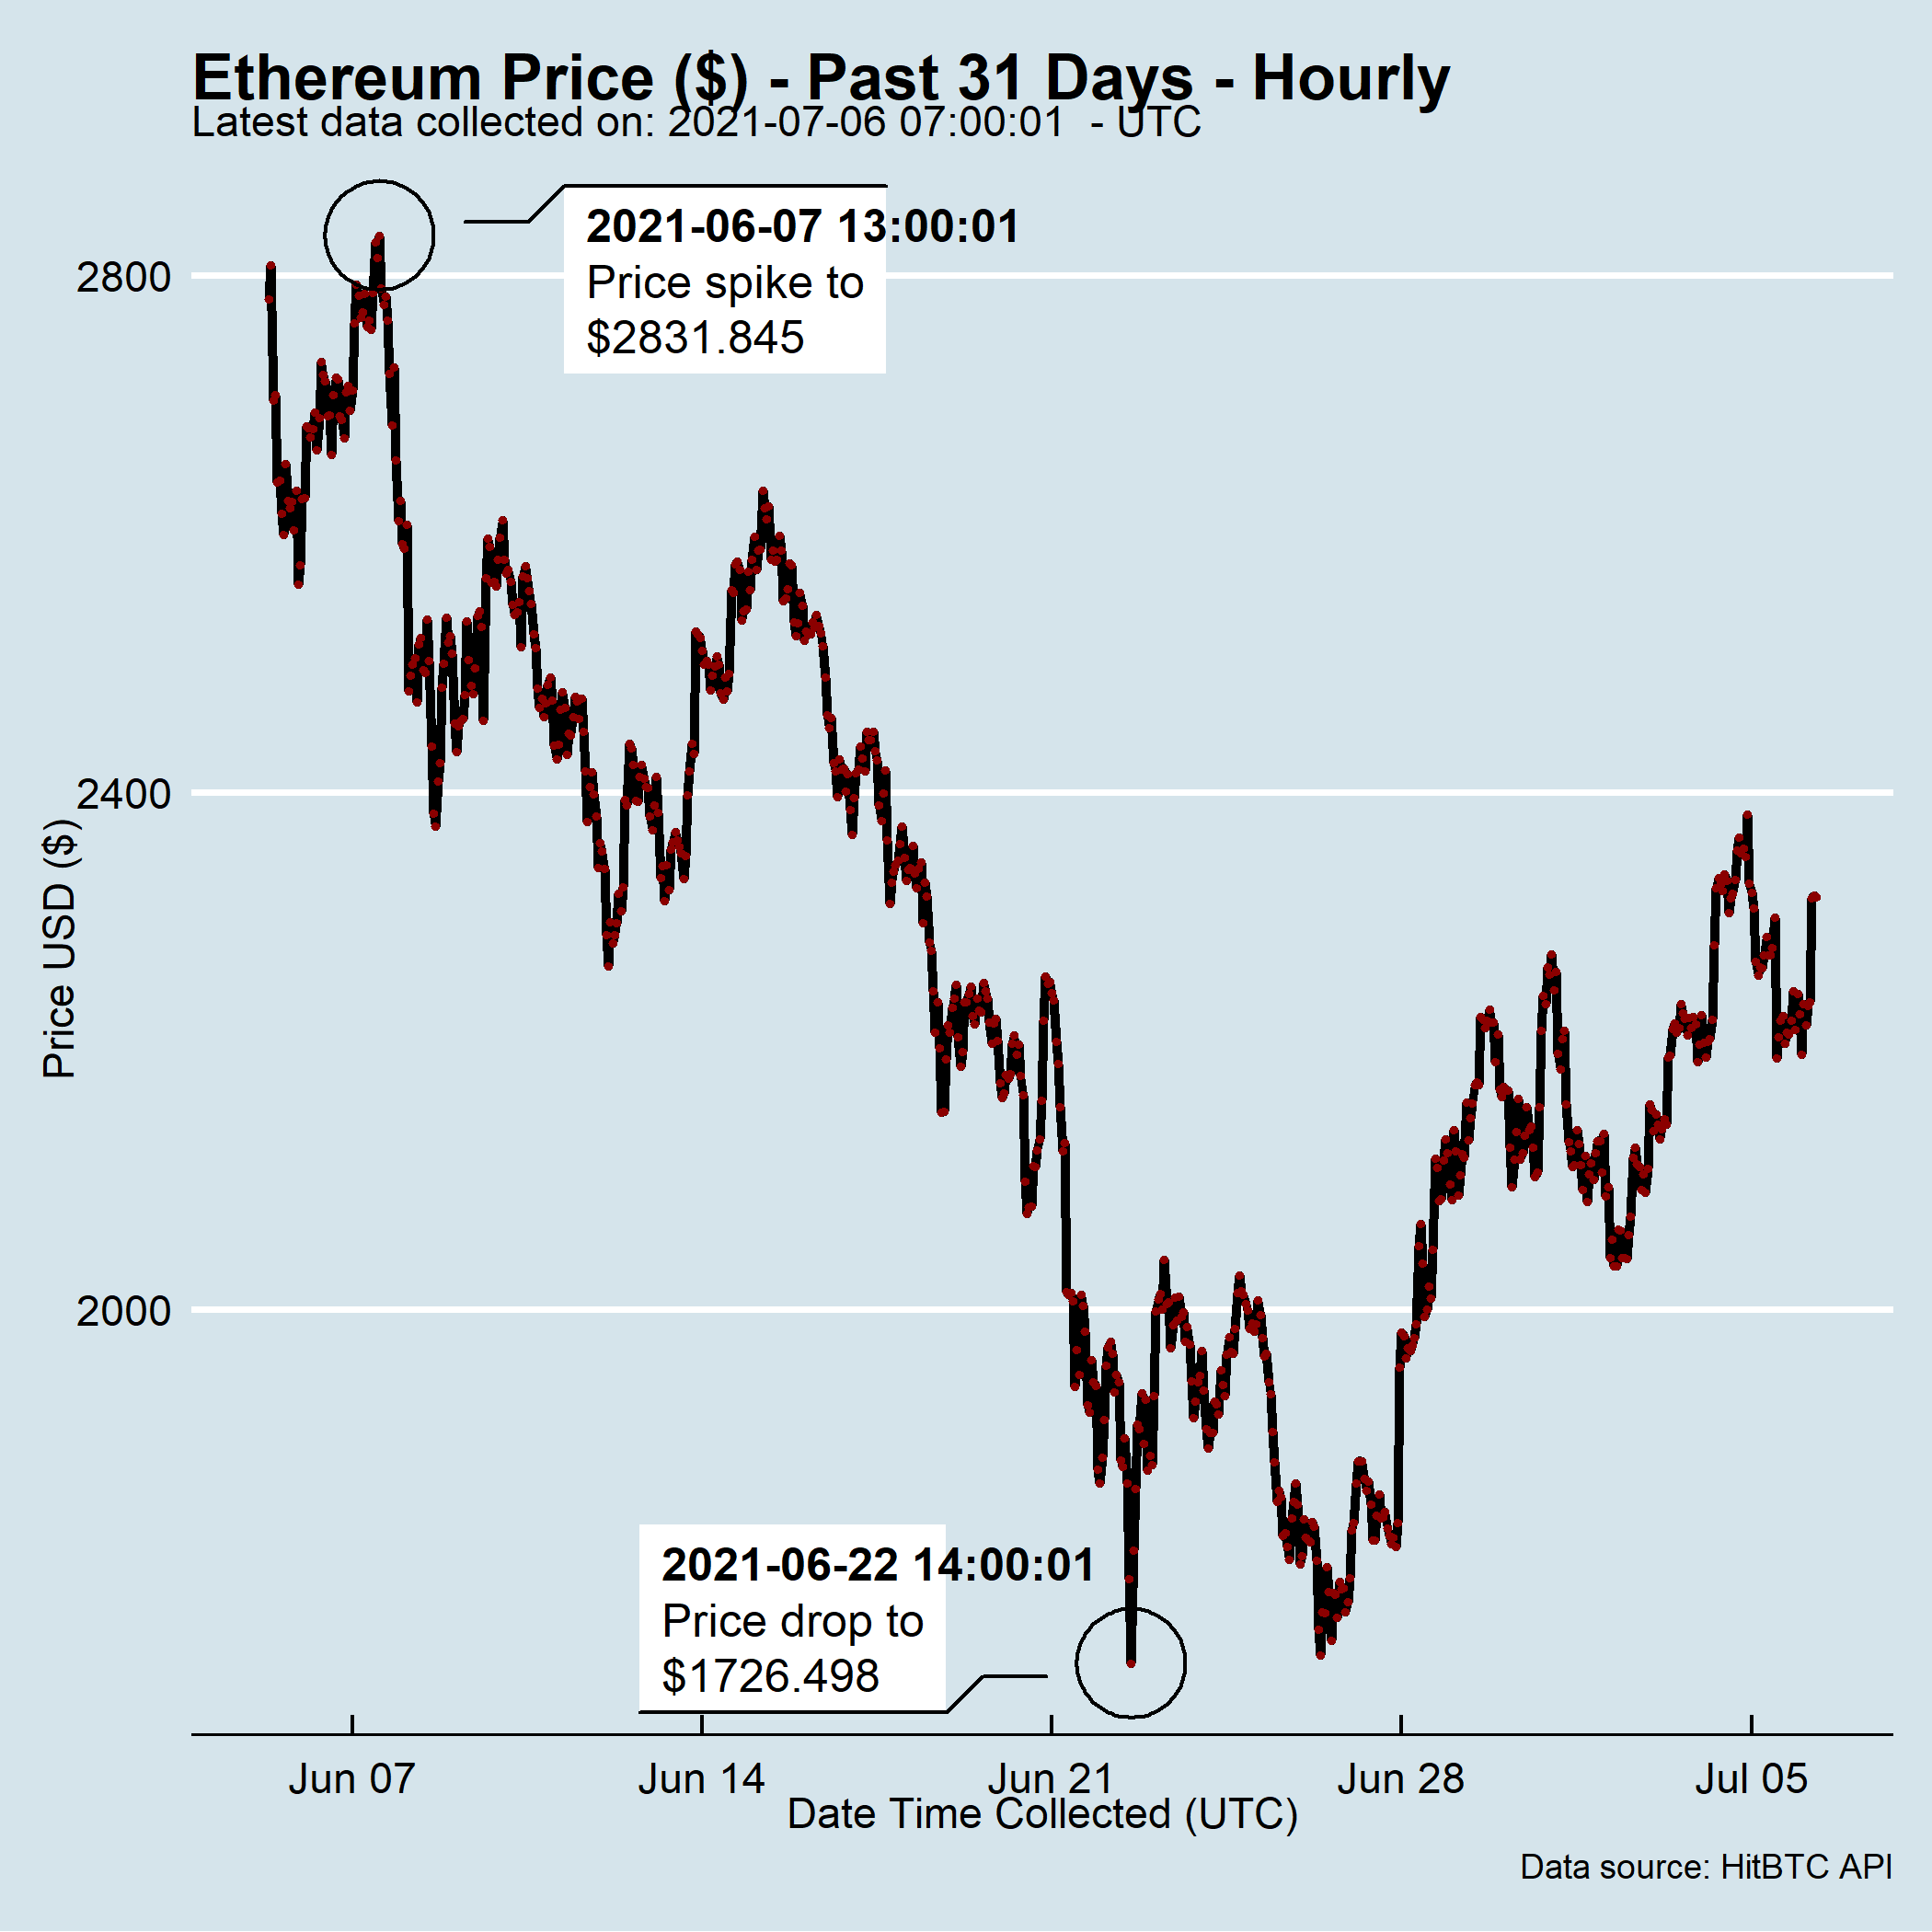 Ethereum Price ($) - Past 31 Days - Hourly
Latest data collected on: 2021-07-06 07:00:01  - UTC
2021-06-07 13:00:01
Price spike to
$2831.845
2800
2400
2000
Price USD ($)
2021-06-22 14:00:01
Price drop to
$1726.498
Jun 07
Jun 14
Jun 21
Jun 28
Jul 05
Date Time Collected (UTC)
Data source: HitBTC API